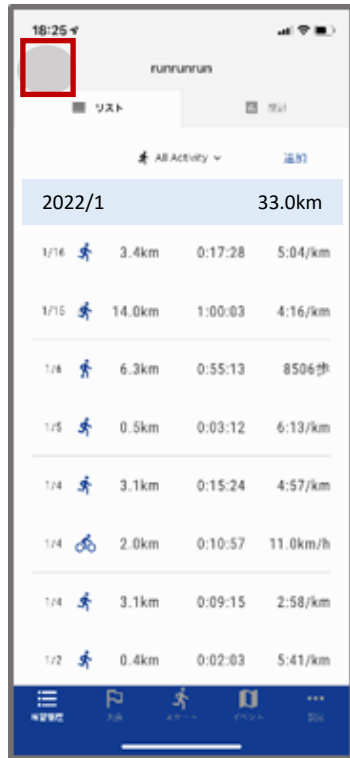 18:25
runrunrun
リスト 統計
All Activity 追加
2022/1 33.0km
1/16 3.4km 0:17:28 5:04/km
1/15 14.0km 1:00:03 4:16/km
1/6 6.3km 0:55:13 8506歩
1/5 0.5km 0:03:12 6:13/km
1/4 3.1km 0:15:24 4:57/km
1/4 2.0km 0:10:57 11.0km/h
1/4 3.1km 0:09:15 2:58/km
1/2 0.4km 0:02:03 5:41/km